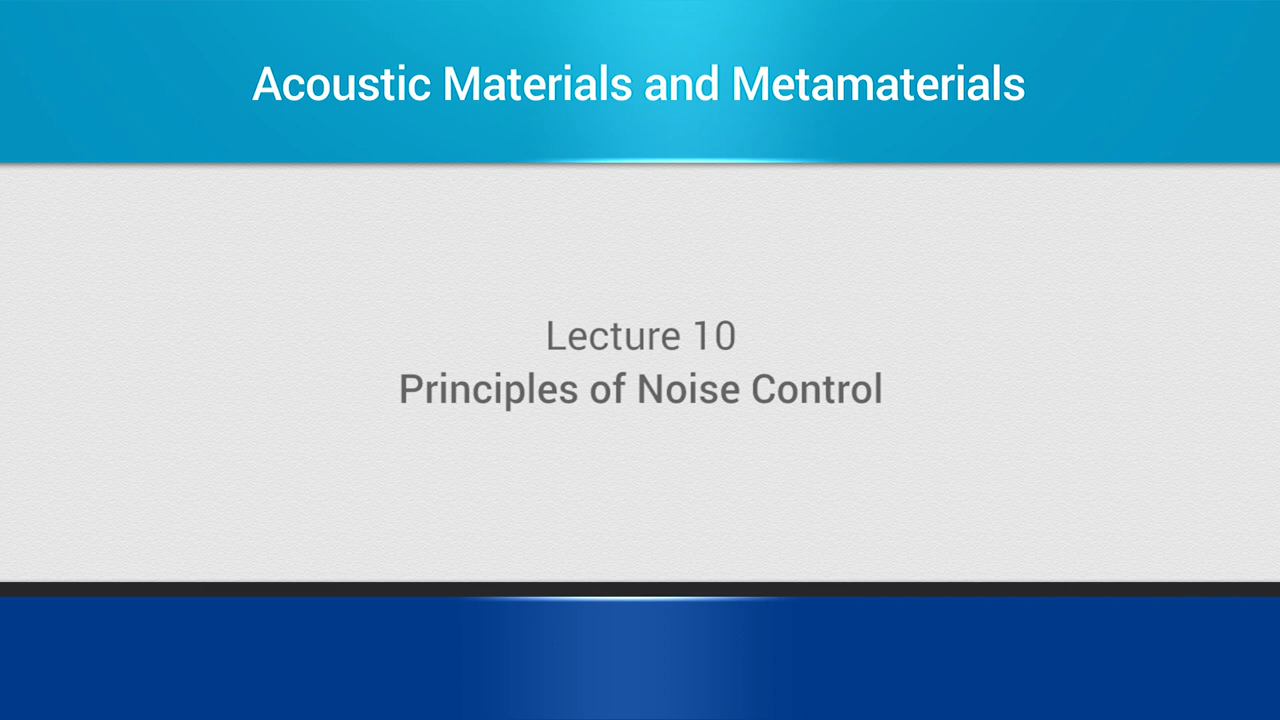 Acoustic Materials and Metamaterials
Lecture 10
Principles of Noise Control